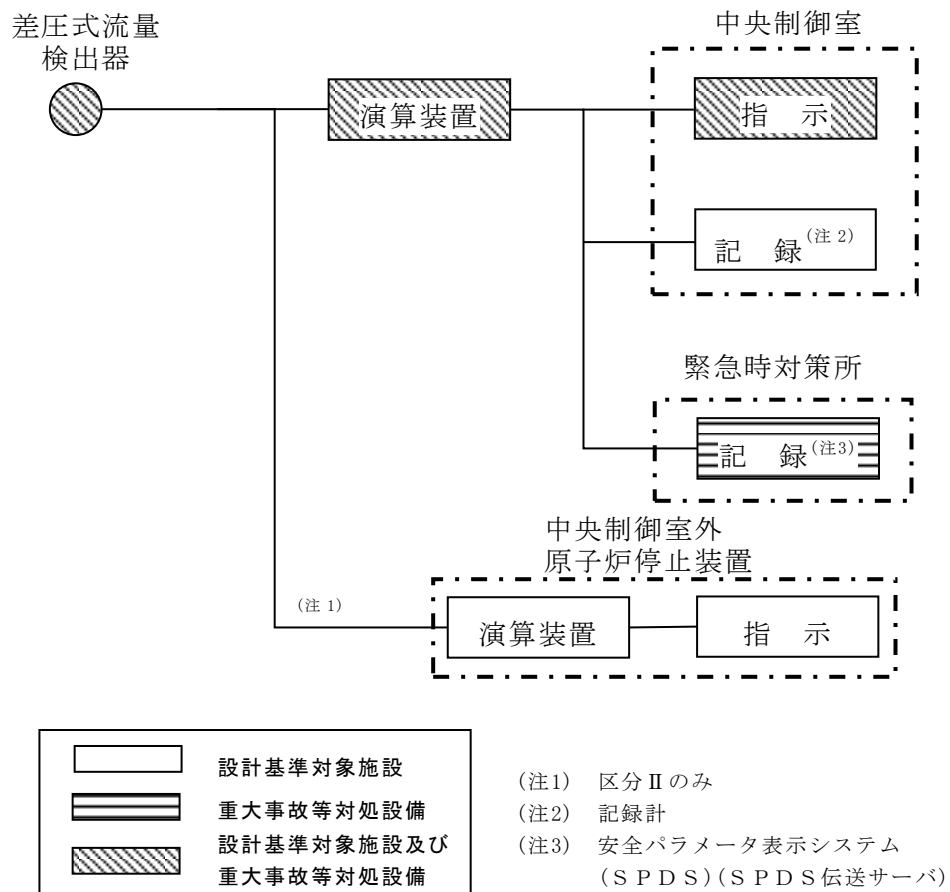 差圧式流量
検出器
中央制御室
演算装置
指　示
記　録(注 2)
緊急時対策所
記　録(注3)
中央制御室外
原子炉停止装置
(注 1)
演算装置
指　示
設計基準対象施設
重大事故等対処設備
設計基準対象施設及び
重大事故等対処設備
(注1)　区分Ⅱのみ
(注2)　記録計
(注3)　安全パラメータ表示システム
(ＳＰＤＳ)(ＳＰＤＳ伝送サーバ)